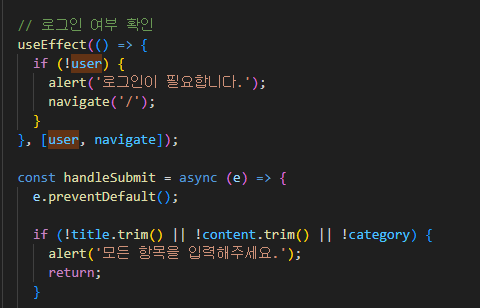 // 로그인 여부 확인
useEffect(() => {
  if (!user) {
    alert('로그인이 필요합니다.');
    navigate('/');
  }
}, [user, navigate]);

const handleSubmit = async (e) => {
  e.preventDefault();

  if (!title.trim() || !content.trim() || !category) {
    alert('모든 항목을 입력해주세요.');
    return;
  }